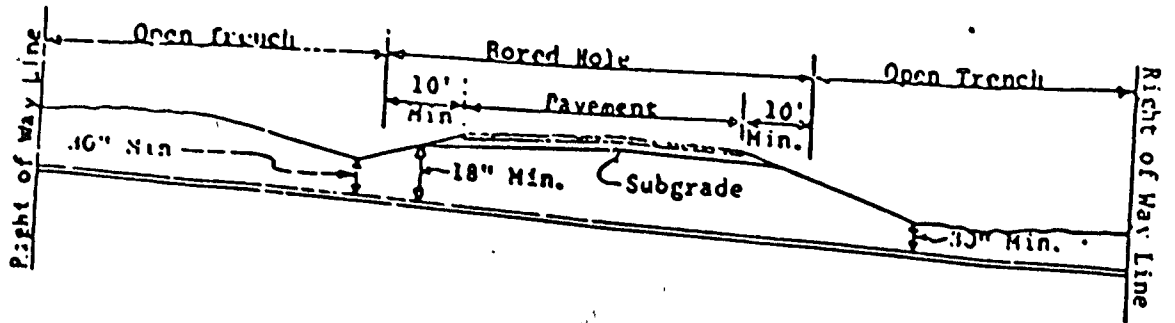 Open Trench
Bored Hole
Open Trench
Right of Way Line
10'
Min
Pavement
10'
Min.
Right of Way Line
Min
18" Min.
Subgrade
30" Min.